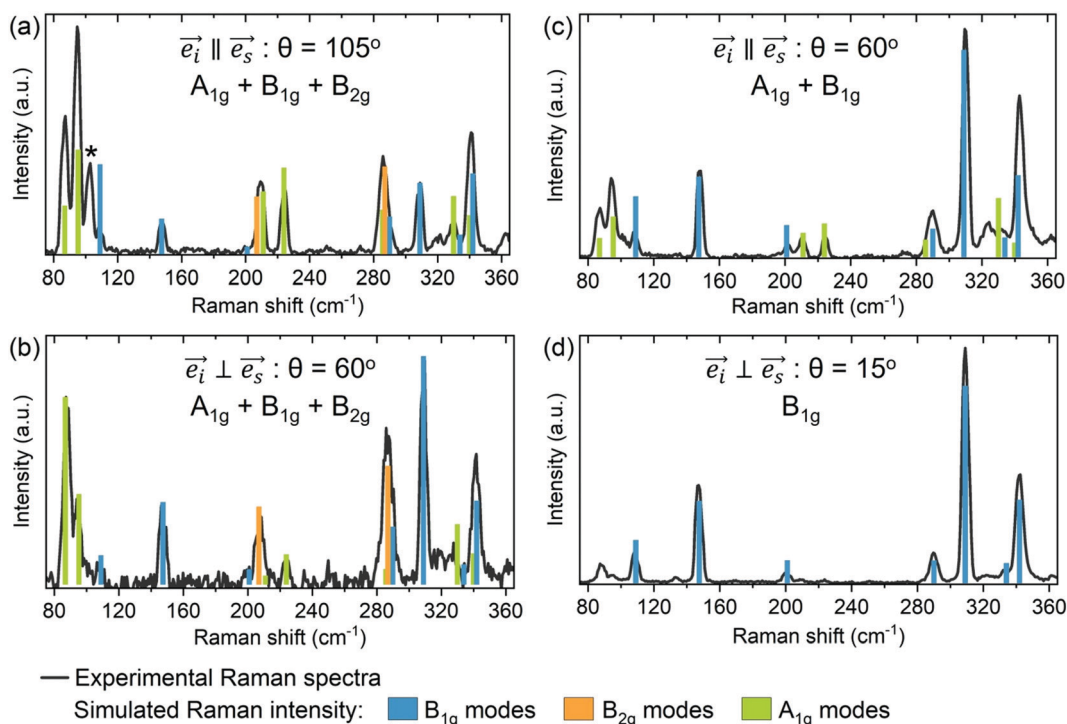 (a)
e⃗ᵢ ∥ e⃗ₛ : θ = 105°
A₁g + B₁g + B₂g
*
Intensity (a.u.)
80 120 160 200 240 280 320 360
Raman shift (cm⁻¹)
(c)
e⃗ᵢ ∥ e⃗ₛ : θ = 60°
A₁g + B₁g
Intensity (a.u.)
80 120 160 200 240 280 320 360
Raman shift (cm⁻¹)
(b)
e⃗ᵢ ⊥ e⃗ₛ : θ = 60°
A₁g + B₁g + B₂g
Intensity (a.u.)
80 120 160 200 240 280 320 360
Raman shift (cm⁻¹)
(d)
e⃗ᵢ ⊥ e⃗ₛ : θ = 15°
B₁g
Intensity (a.u.)
80 120 160 200 240 280 320 360
Raman shift (cm⁻¹)
Experimental Raman spectra
Simulated Raman intensity: B₁g modes B₂g modes A₁g modes